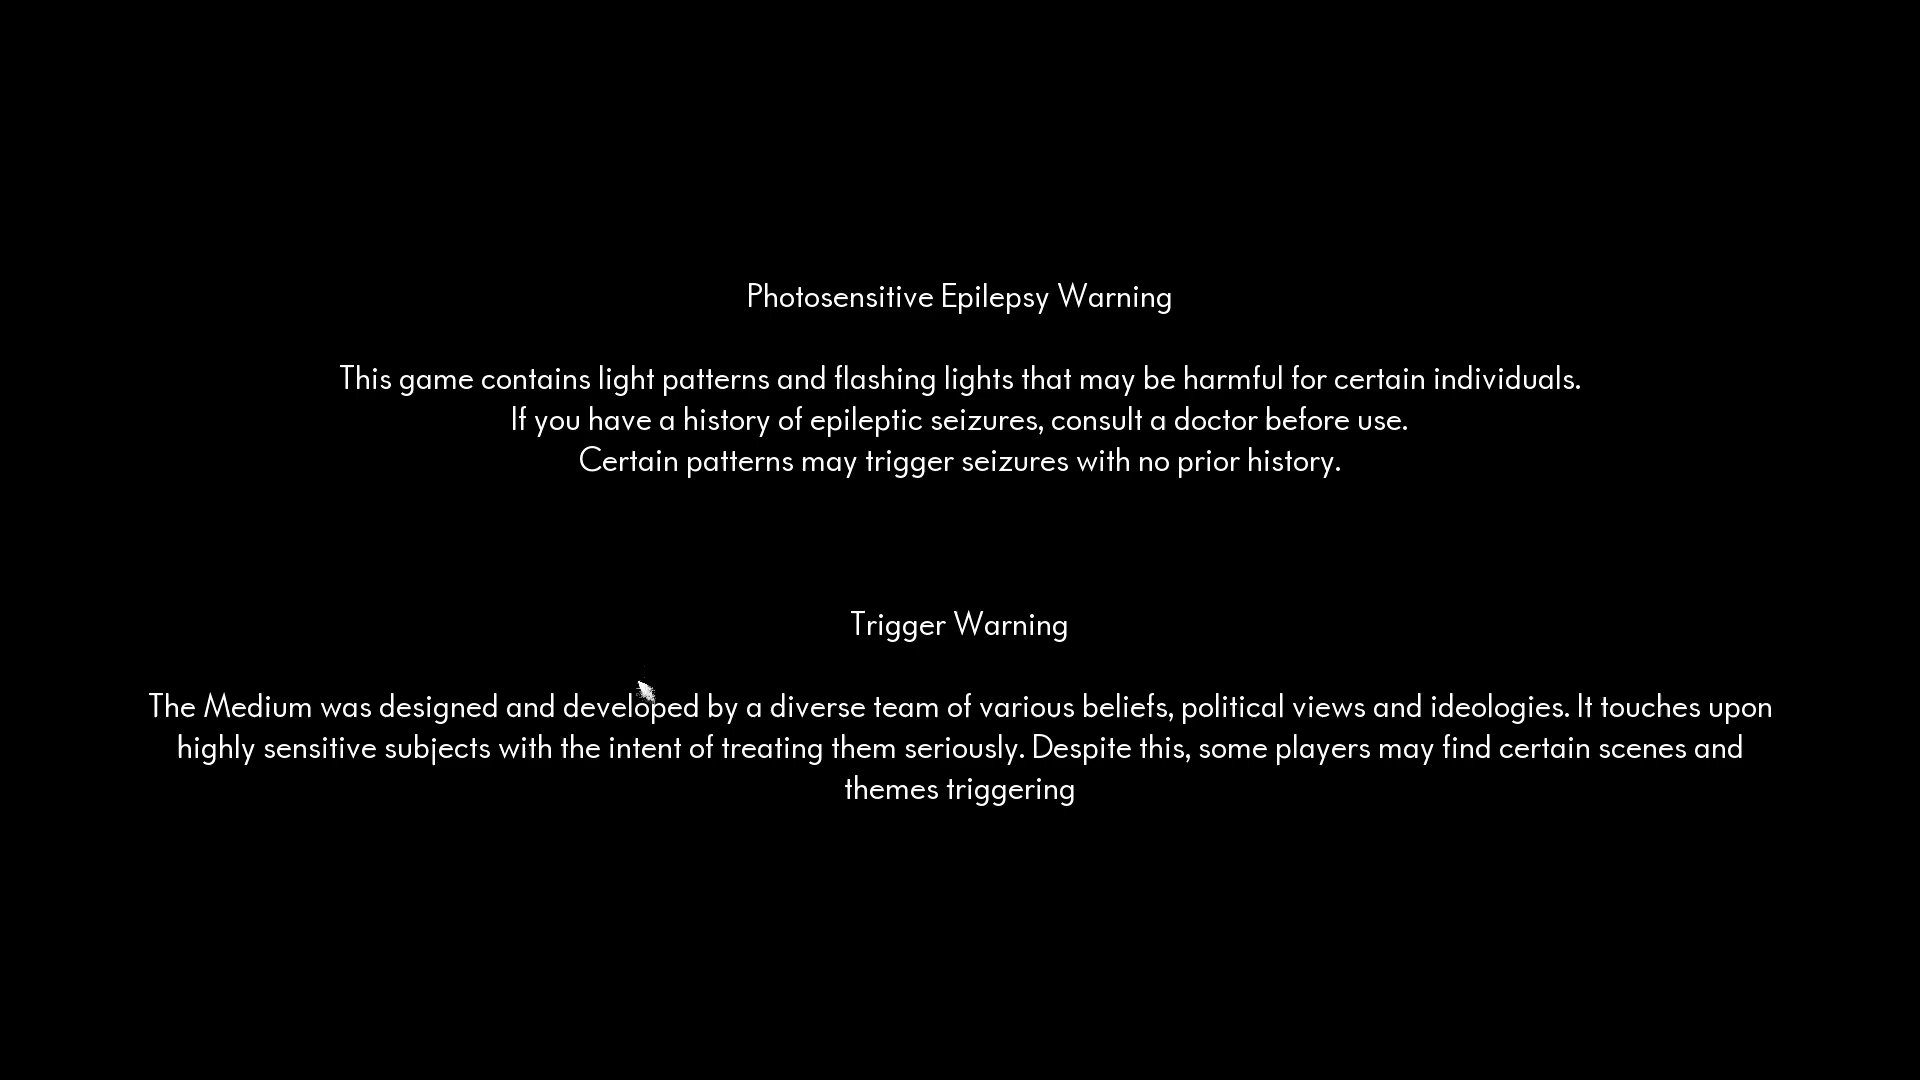 Photosensitive Epilepsy Warning
This game contains light patterns and flashing lights that may be harmful for certain individuals.
If you have a history of epileptic seizures, consult a doctor before use.
Certain patterns may trigger seizures with no prior history.
Trigger Warning
The Medium was designed and developed by a diverse team of various beliefs, political views and ideologies. It touches upon
highly sensitive subjects with the intent of treating them seriously. Despite this, some players may find certain scenes and
themes triggering